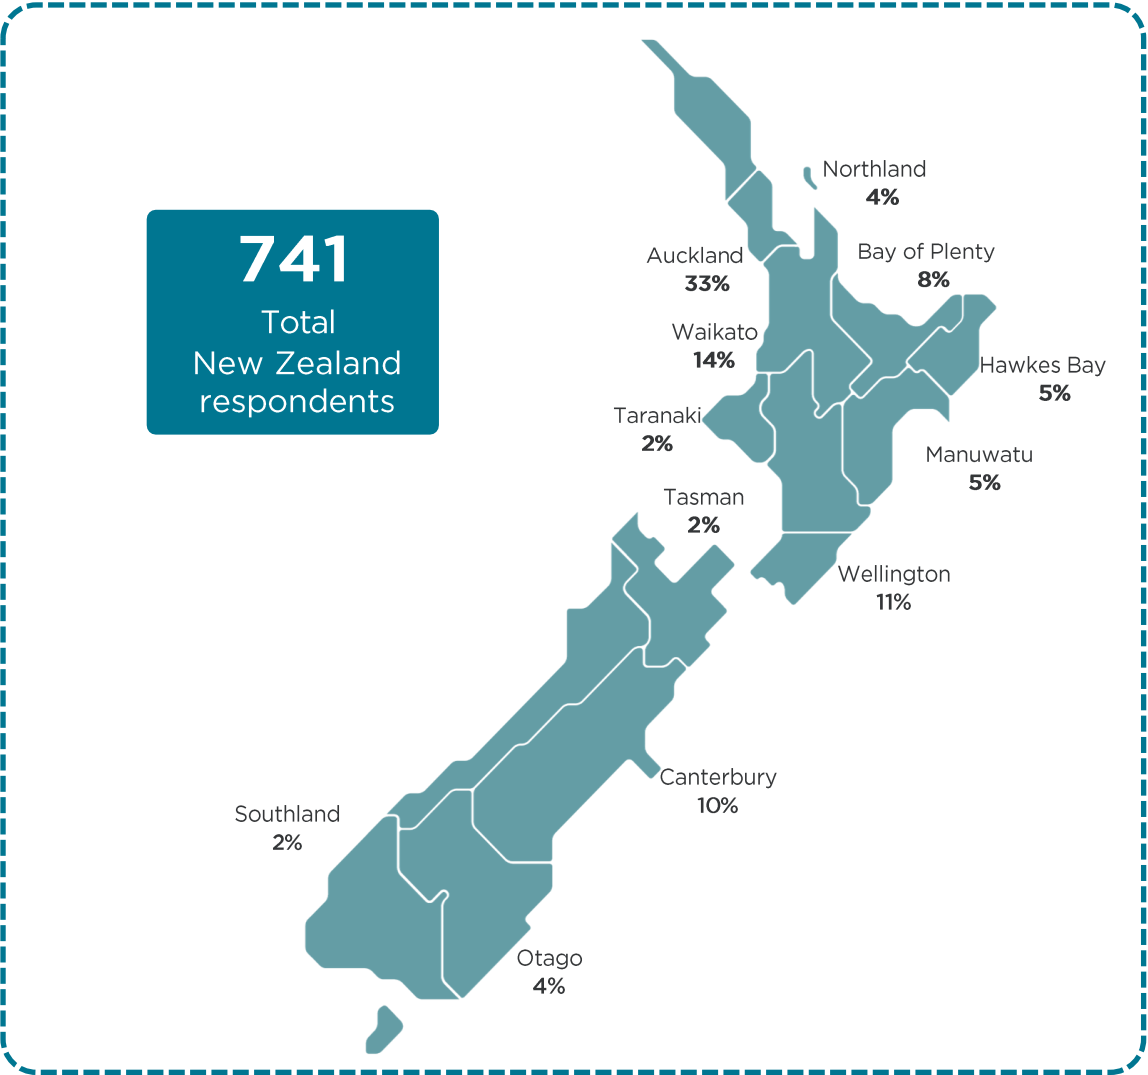 741
Total
New Zealand
respondents
Northland
4%
Auckland
33%
Bay of Plenty
8%
Waikato
14%
Hawkes Bay
5%
Taranaki
2%
Manuwatu
5%
Tasman
2%
Wellington
11%
Canterbury
10%
Southland
2%
Otago
4%